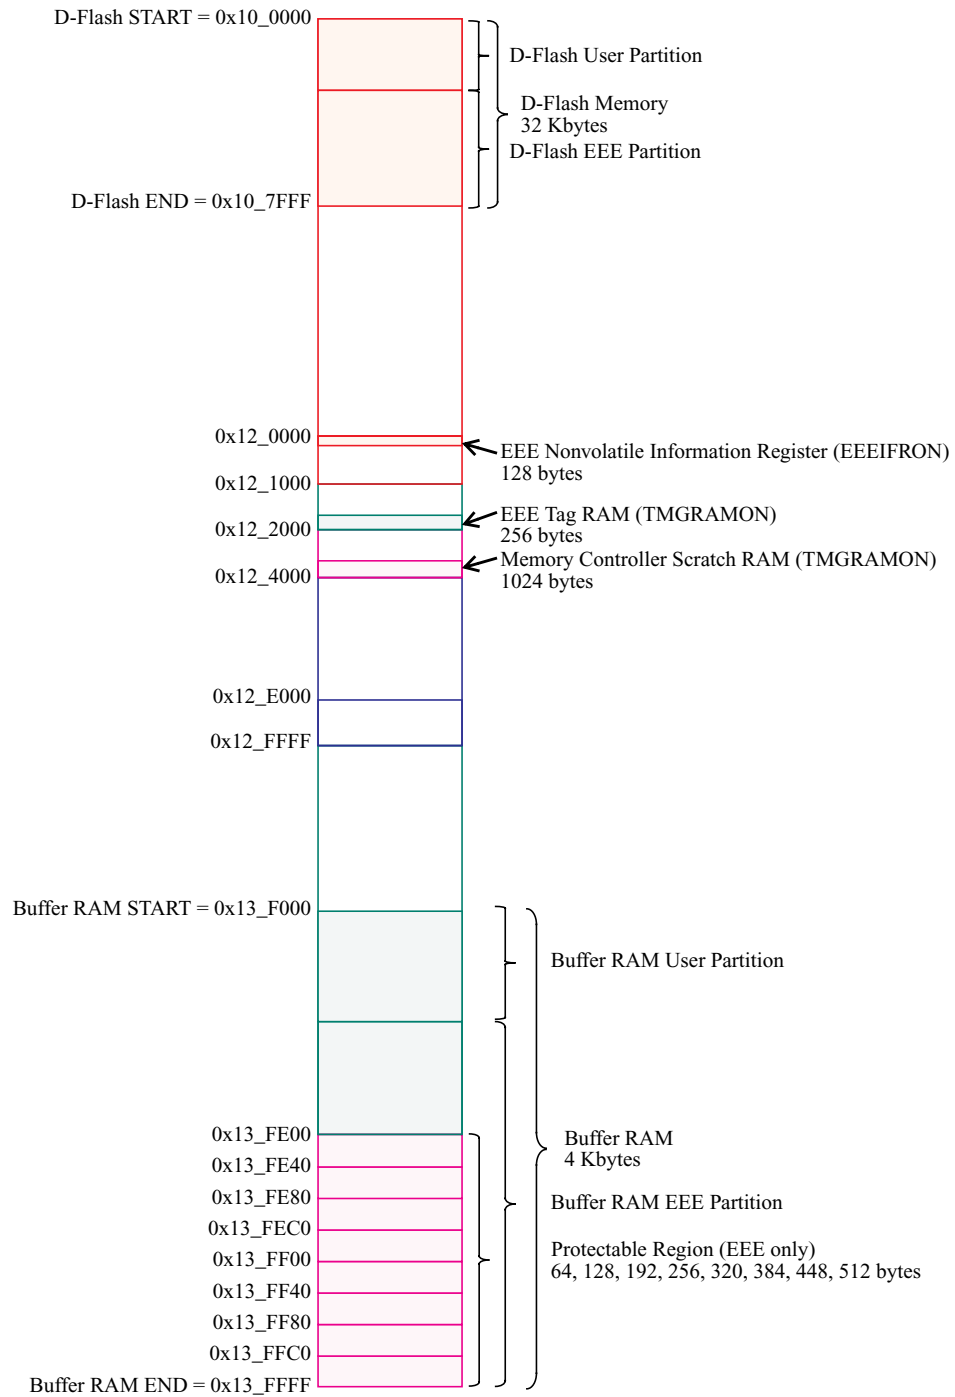 D-Flash START = 0x10_0000
D-Flash User Partition
D-Flash Memory
32 Kbytes
D-Flash EEE Partition
D-Flash END = 0x10_7FFF
0x12_0000
EEE Nonvolatile Information Register (EEEIFRON)
128 bytes
0x12_1000
EEE Tag RAM (TMGRAMON)
256 bytes
0x12_2000
Memory Controller Scratch RAM (TMGRAMON)
1024 bytes
0x12_4000
0x12_E000
0x12_FFFF
Buffer RAM START = 0x13_F000
Buffer RAM User Partition
0x13_FE00
Buffer RAM
4 Kbytes
0x13_FE40
0x13_FE80
Buffer RAM EEE Partition
0x13_FEC0
0x13_FF00
Protectable Region (EEE only)
64, 128, 192, 256, 320, 384, 448, 512 bytes
0x13_FF40
0x13_FF80
0x13_FFC0
Buffer RAM END = 0x13_FFFF